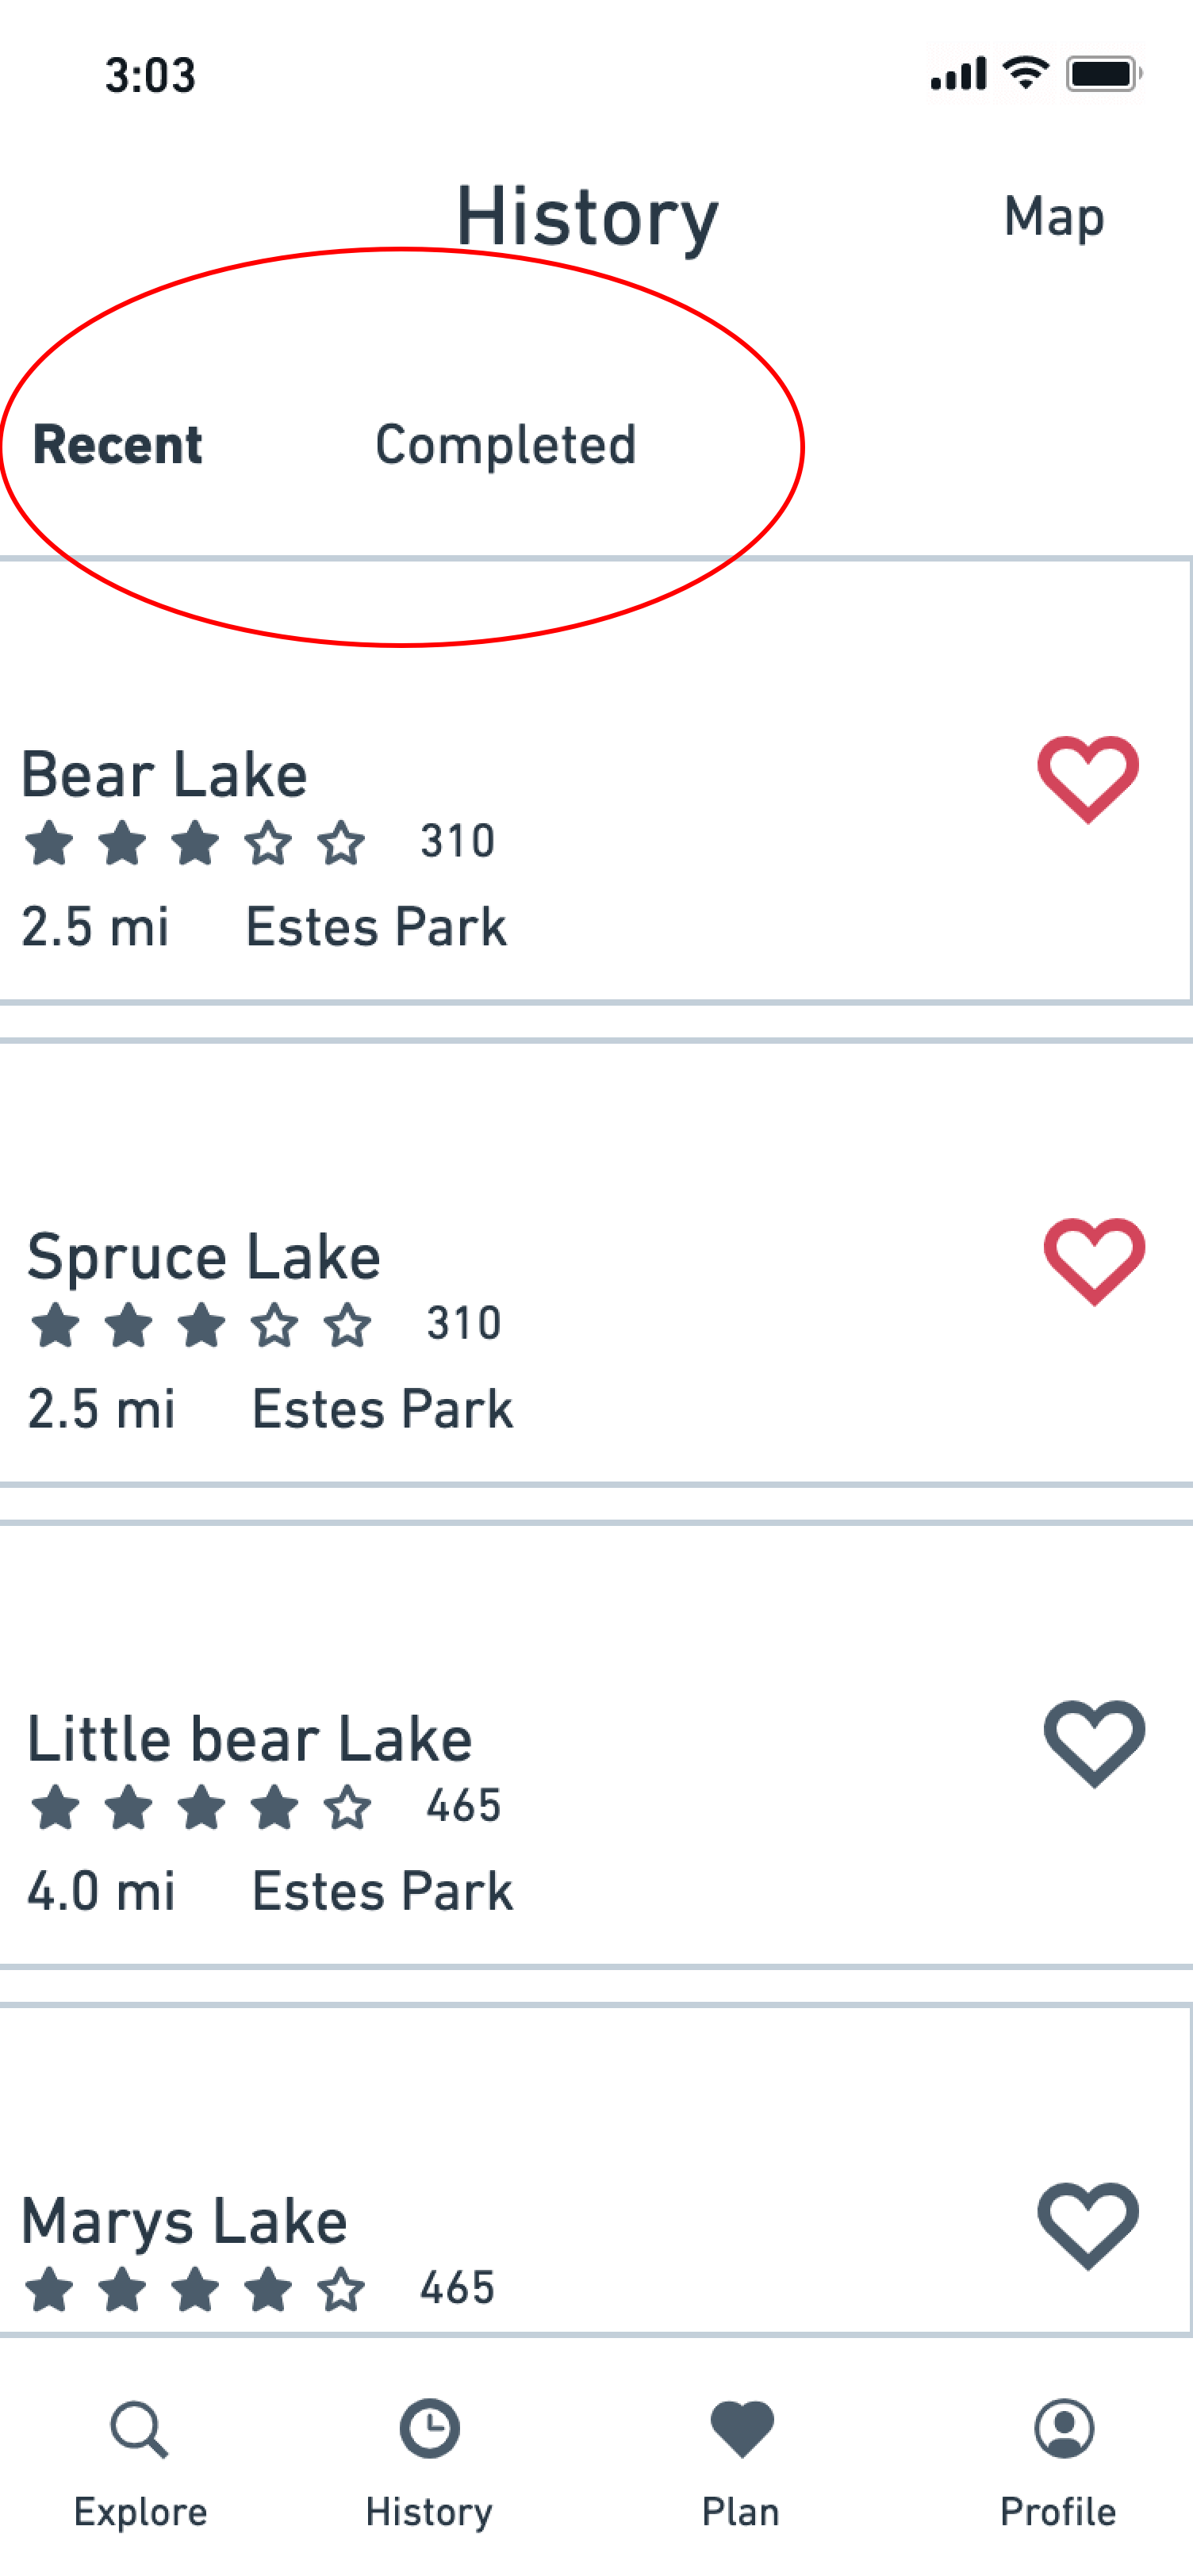 3:03
History Map
Recent Completed
Bear Lake
310
2.5 mi Estes Park
Spruce Lake
310
2.5 mi Estes Park
Little bear Lake
465
4.0 mi Estes Park
Marys Lake
465
Explore History Plan Profile